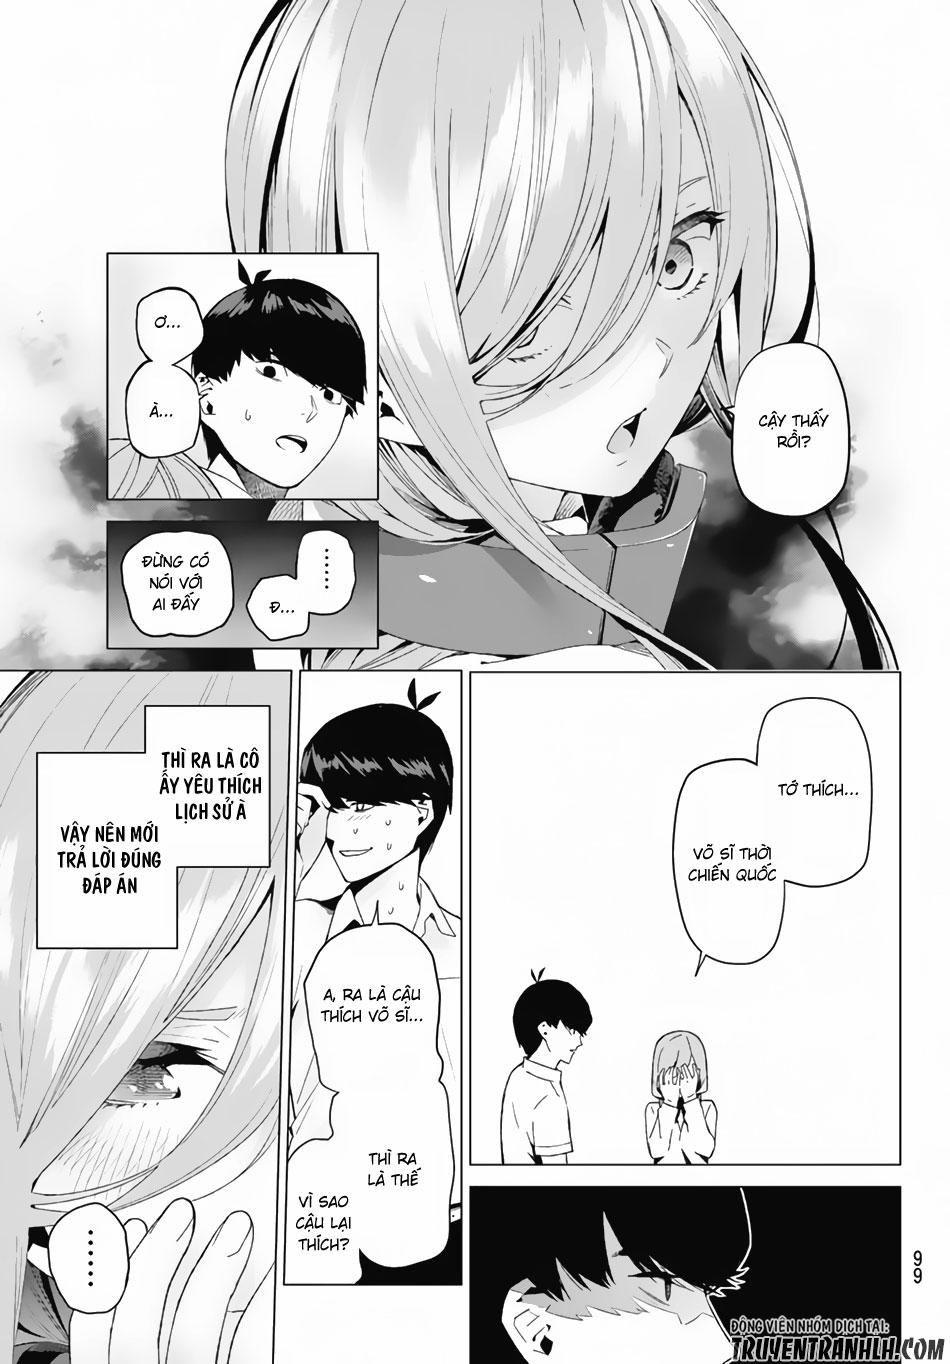 CẬY THẤY
RỒI?
Ơ...
À...
......
Đ...
ĐỪNG CÓ
NÓI VỚI
AI ĐẤY
TỚ THÍCH...
VÕ SĨ THỜI
CHIẾN QUỐC
A, RA LÀ CẬU
THÍCH VÕ SĨ...
THÌ RA
LÀ THẾ
VÌ SAO
CẬU LẠI
THÍCH?
THÌ RA LÀ CÔ
ẤY YÊU THÍCH
LỊCH SỬ À
VẬY NÊN MỚI
TRẢ LỜI ĐÚNG
ĐÁP ÁN
......
99
ĐỘNG VIÊN NHÓM DỊCH TẠI:
TRUYENTRANHLH.COM